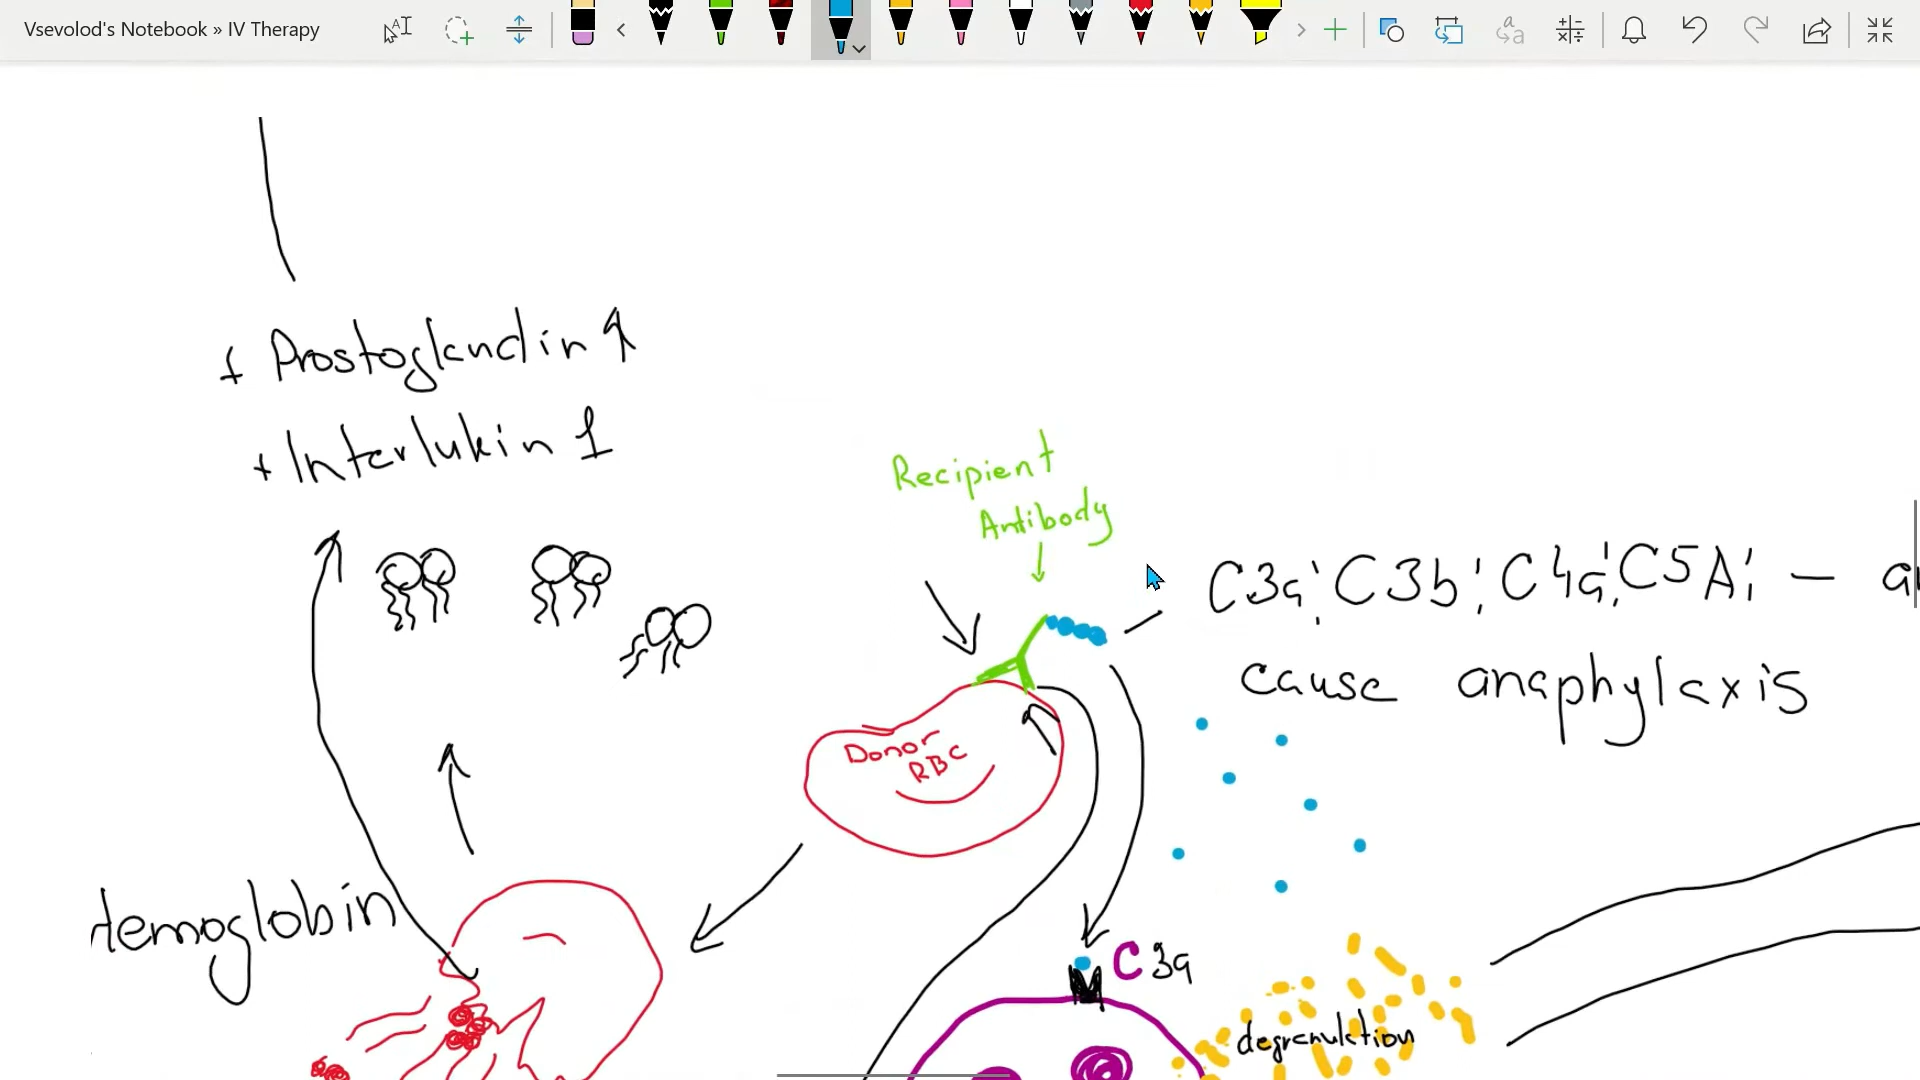 Vsevolod's Notebook » IV Therapy
+ Prostoglandin
+ Interlukin 1
Recipient
Antibody
C3a, C3b, C4a, C5A, –
cause anaphylaxis
Donor
RBC
Hemoglobin
C3a
degranulation